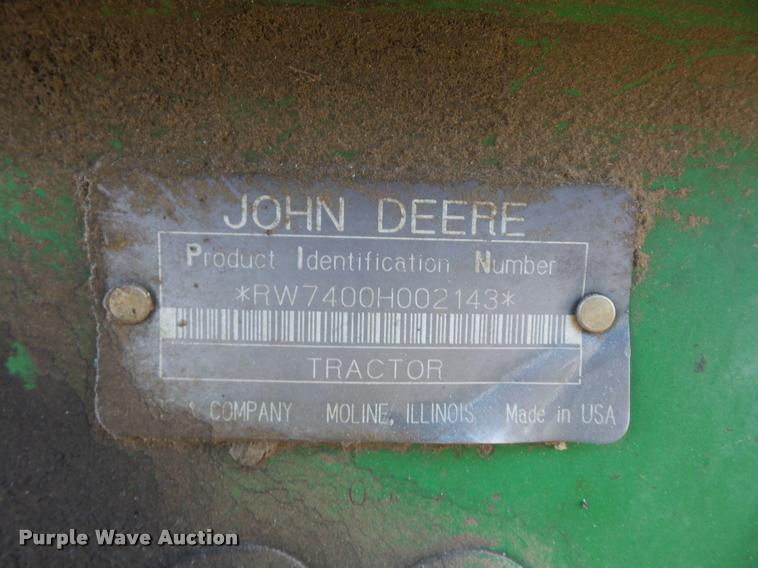 JOHN DEERE
Product Identification Number
*RW7400H002143*
TRACTOR
& COMPANY MOLINE, ILLINOIS Made in USA
Purple Wave Auction®